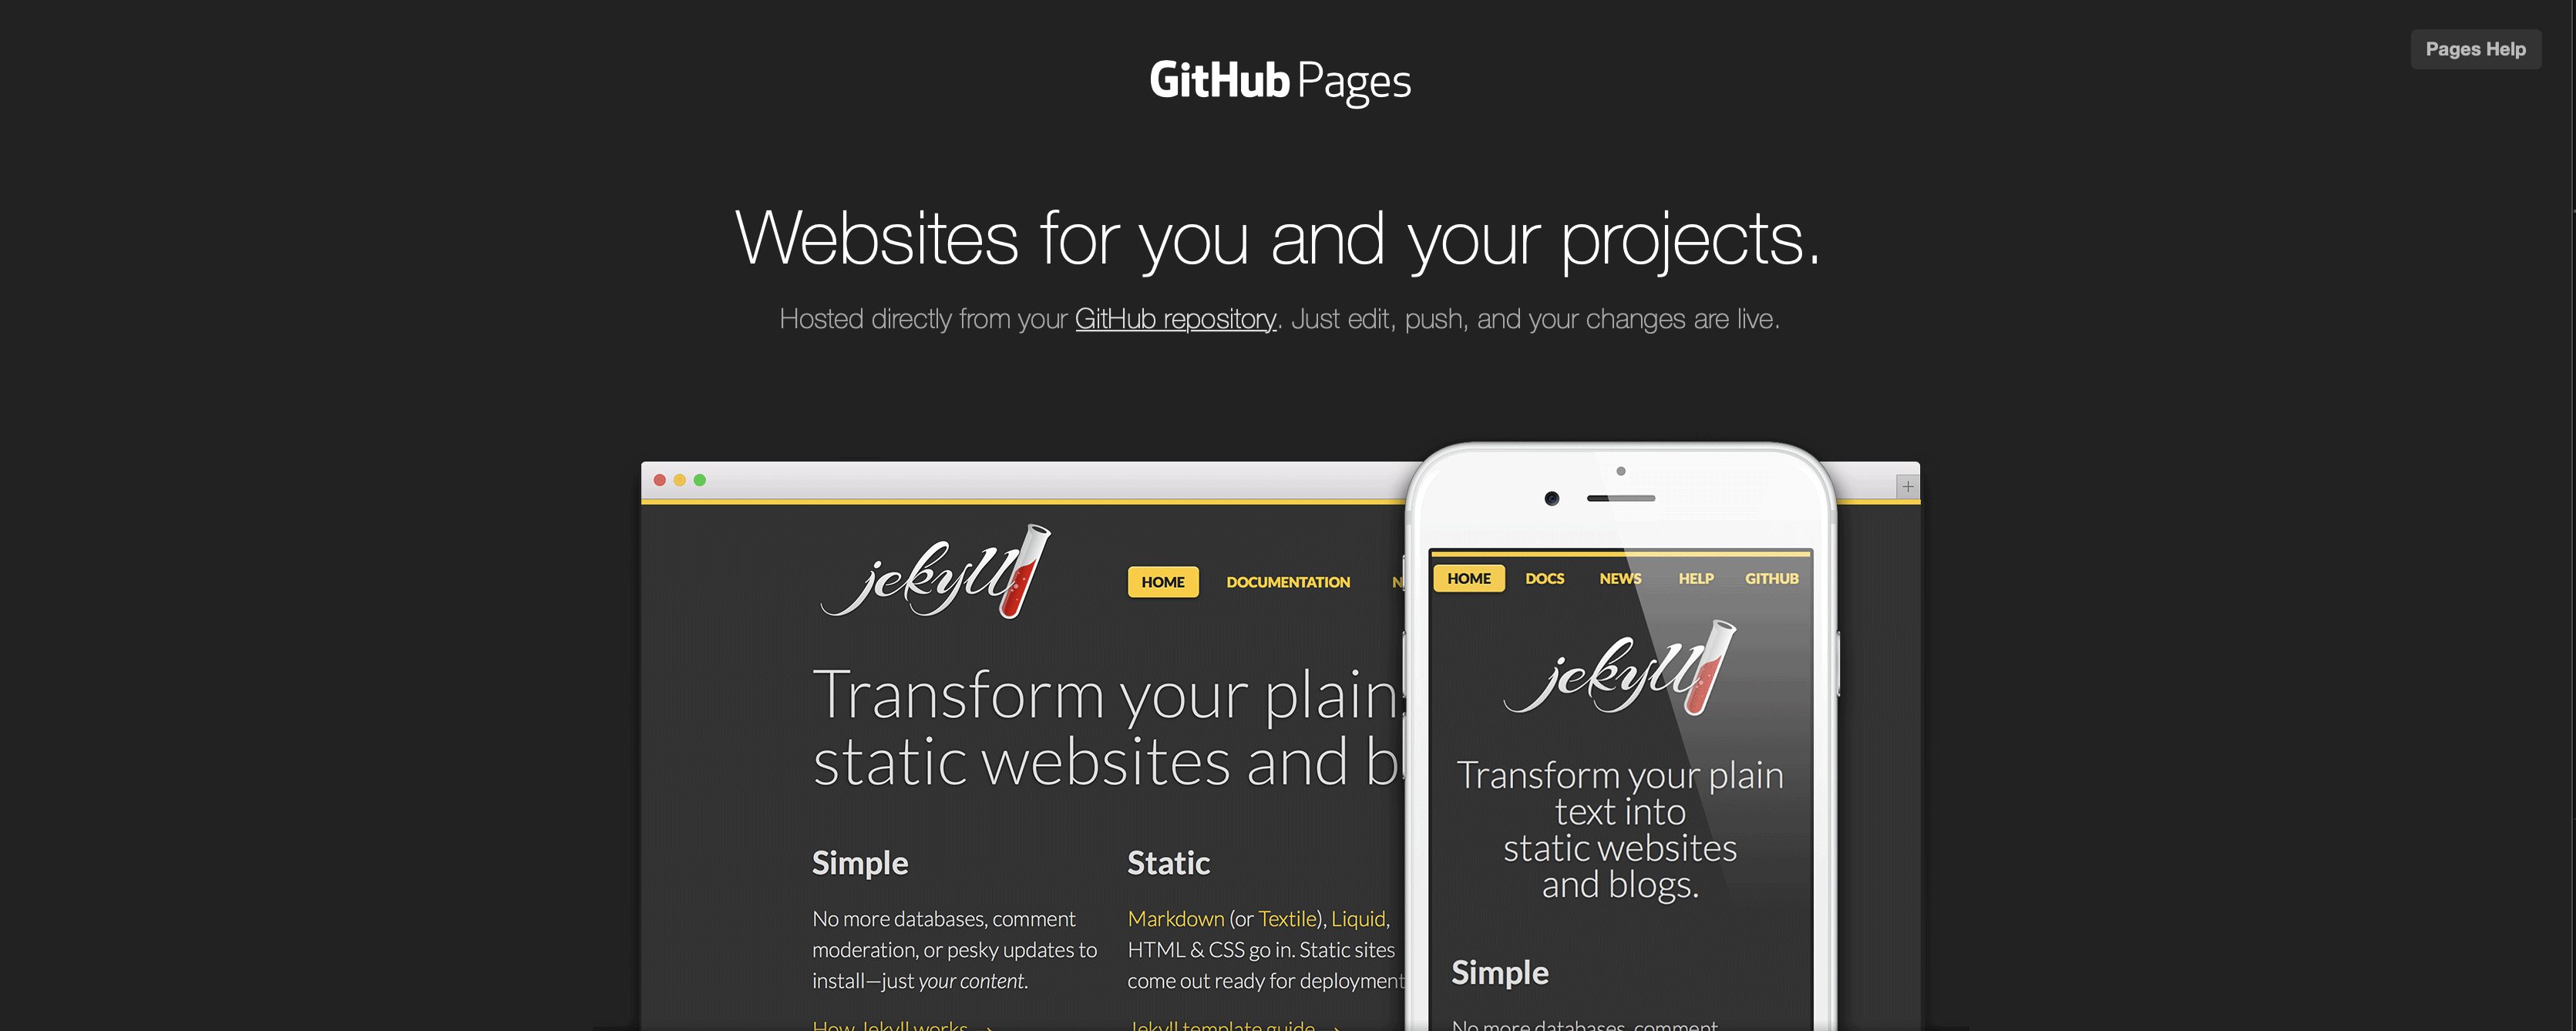 Pages Help
GitHub Pages
Websites for you and your projects.
Hosted directly from your GitHub repository. Just edit, push, and your changes are live.
jekyll
HOME DOCUMENTATION N
Transform your plain
static websites and b
Simple
No more databases, comment
moderation, or pesky updates to
install—just your content.
How Jekyll works →
Static
Markdown (or Textile), Liquid,
HTML & CSS go in. Static sites
come out ready for deployment
Jekyll template guide →
HOME DOCS NEWS HELP GITHUB
jekyll
Transform your plain
text into
static websites
and blogs.
Simple
No more databases, comment